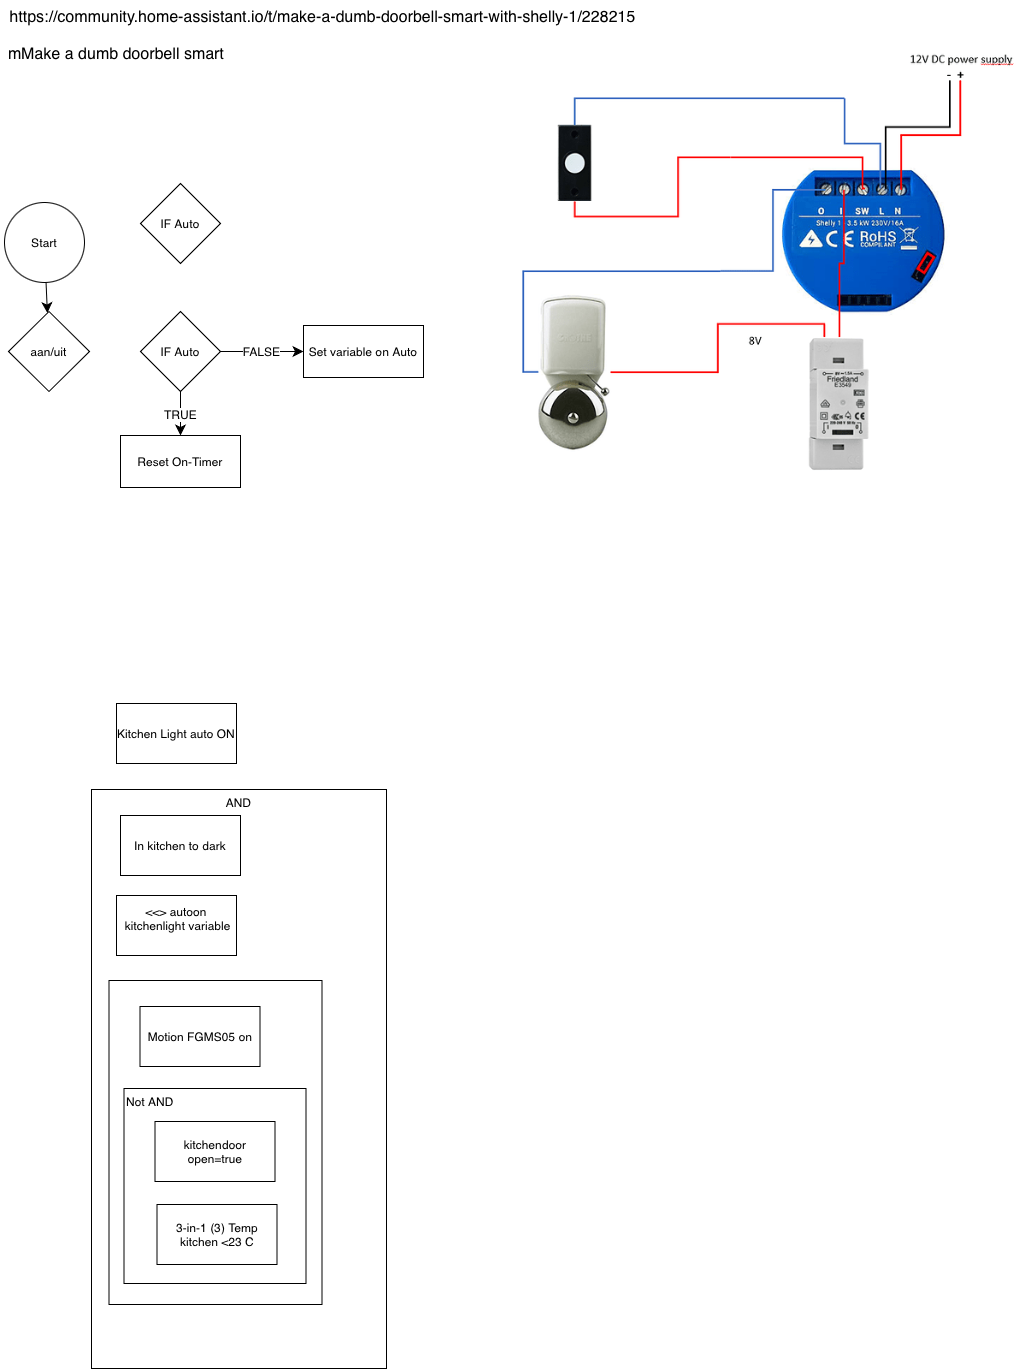 https://community.home-assistant.io/t/make-a-dumb-doorbell-smart-with-shelly-1/228215
mMake a dumb doorbell smart
12V DC power supply
- +
O I SW L N
Shelly 1 3.5 kW 230V/16A
CE RoHS
COMPLIANT
8V
Friedland
E3549
Start
IF Auto
aan/uit
IF Auto
FALSE
Set variable on Auto
TRUE
Reset On-Timer
Kitchen Light auto ON
AND
In kitchen to dark
<<> autoon
kitchenlight variable
Motion FGMS05 on
Not AND
kitchendoor
open=true
3-in-1 (3) Temp
kitchen <23 C